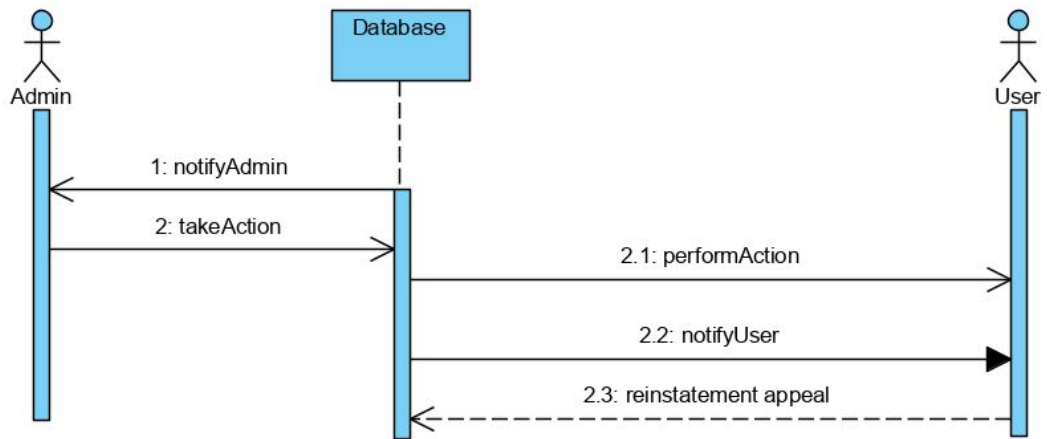 Database
Admin
User
1: notifyAdmin
2: takeAction
2.1: performAction
2.2: notifyUser
2.3: reinstatement appeal